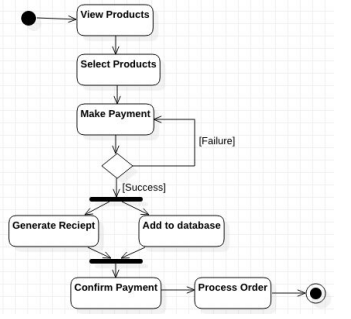 View Products
Select Products
Make Payment
[Failure]
[Success]
Generate Reciept
Add to database
Confirm Payment
Process Order